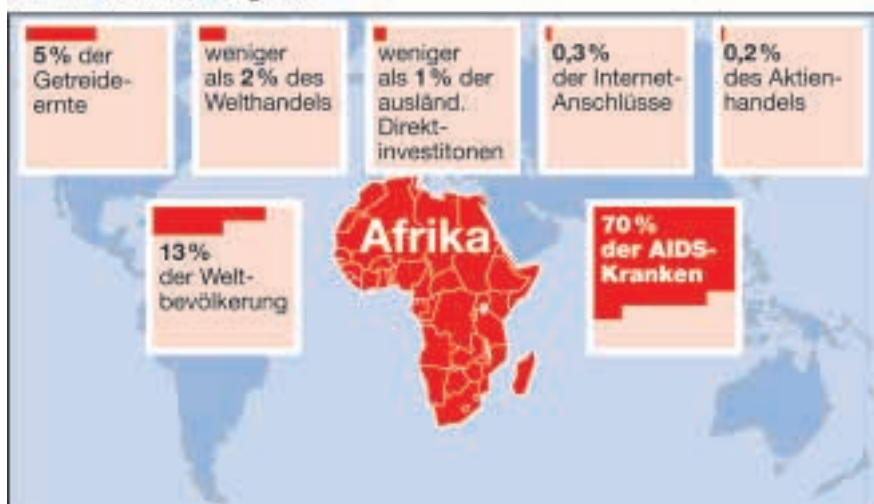 5% der
Getreide-
ernte
weniger
als 2% des
Welthandels
weniger
als 1% der
ausländ.
Direkt-
investitonen
0,3%
der Internet-
Anschlüsse
0,2%
des Aktien-
handels
13%
der Welt-
bevölkerung
Afrika
70%
der AIDS-
Kranken